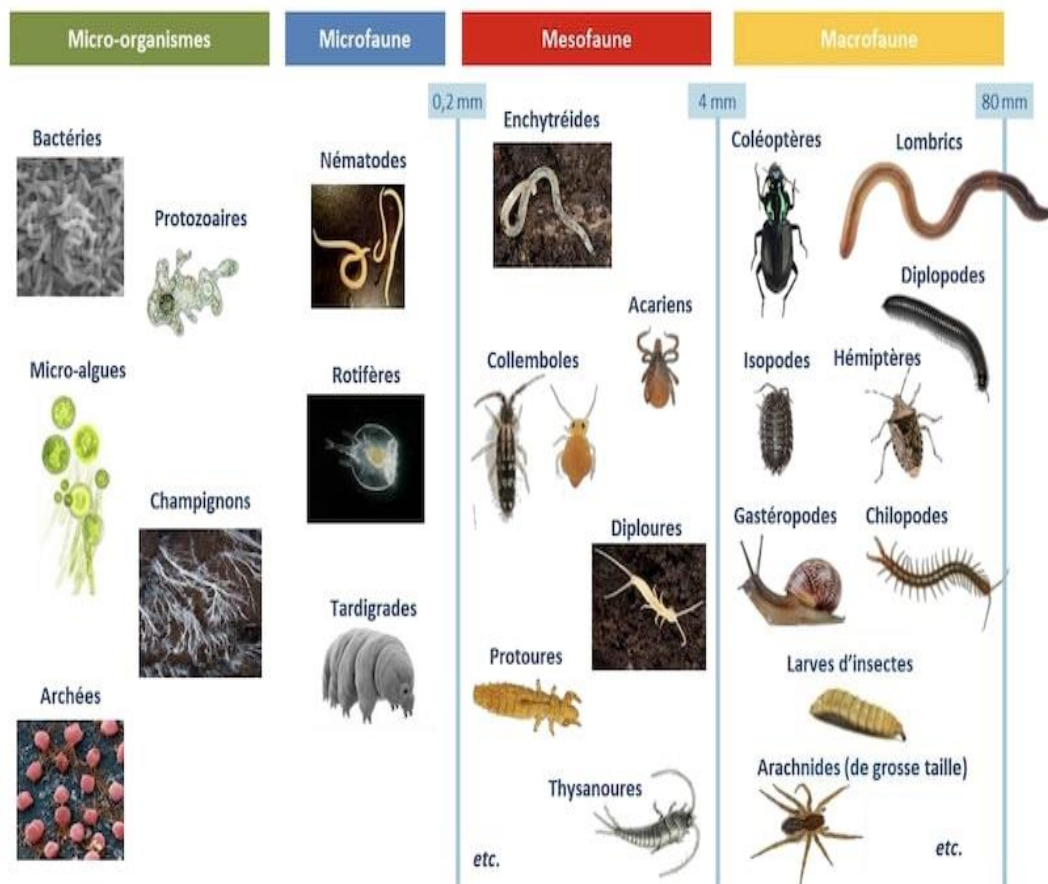 Micro-organismes
Microfaune
Mesofaune
Macrofaune
0,2 mm
4 mm
80 mm
Bactéries
Protozoaires
Micro-algues
Champignons
Archées
Nématodes
Rotifères
Tardigrades
Enchytréides
Acariens
Collemboles
Diploures
Protoures
Thysanoures
etc.
Coléoptères
Lombrics
Diplopodes
Isopodes
Hémiptères
Gastéropodes
Chilopodes
Larves d'insectes
Arachnides (de grosse taille)
etc.